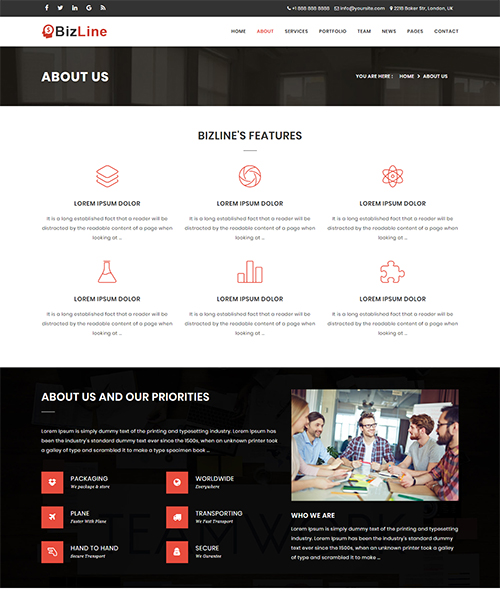 +1 888 888 8888 info@yoursite.com 221B Baker Str, London, UK
BizLine
HOME ABOUT SERVICES PORTFOLIO TEAM NEWS PAGES CONTACT
ABOUT US
YOU ARE HERE : HOME > ABOUT US
BIZLINE'S FEATURES
LOREM IPSUM DOLOR
It is a long established fact that a reader will be
distracted by the readable content of a page when
looking at ...
LOREM IPSUM DOLOR
It is a long established fact that a reader will be
distracted by the readable content of a page when
looking at ...
LOREM IPSUM DOLOR
It is a long established fact that a reader will be
distracted by the readable content of a page when
looking at ...
LOREM IPSUM DOLOR
It is a long established fact that a reader will be
distracted by the readable content of a page when
looking at ...
LOREM IPSUM DOLOR
It is a long established fact that a reader will be
distracted by the readable content of a page when
looking at ...
LOREM IPSUM DOLOR
It is a long established fact that a reader will be
distracted by the readable content of a page when
looking at ...
ABOUT US AND OUR PRIORITIES
Lorem Ipsum is simply dummy text of the printing and typesetting industry. Lorem Ipsum has
been the industry's standard dummy text ever since the 1500s, when an unknown printer took
a galley of type and scrambled it to make a type specimen book ...
PACKAGING
We package & store
WORLDWIDE
Everywhere
PLANE
Faster With Plane
TRANSPORTING
We Fast Transport
HAND TO HAND
Secure Transport
SECURE
We Garantee
WHO WE ARE
Lorem Ipsum is simply dummy text of the printing and
typesetting industry. Lorem Ipsum has been the industry's
standard dummy text ever since the 1500s, when an
unknown printer ...